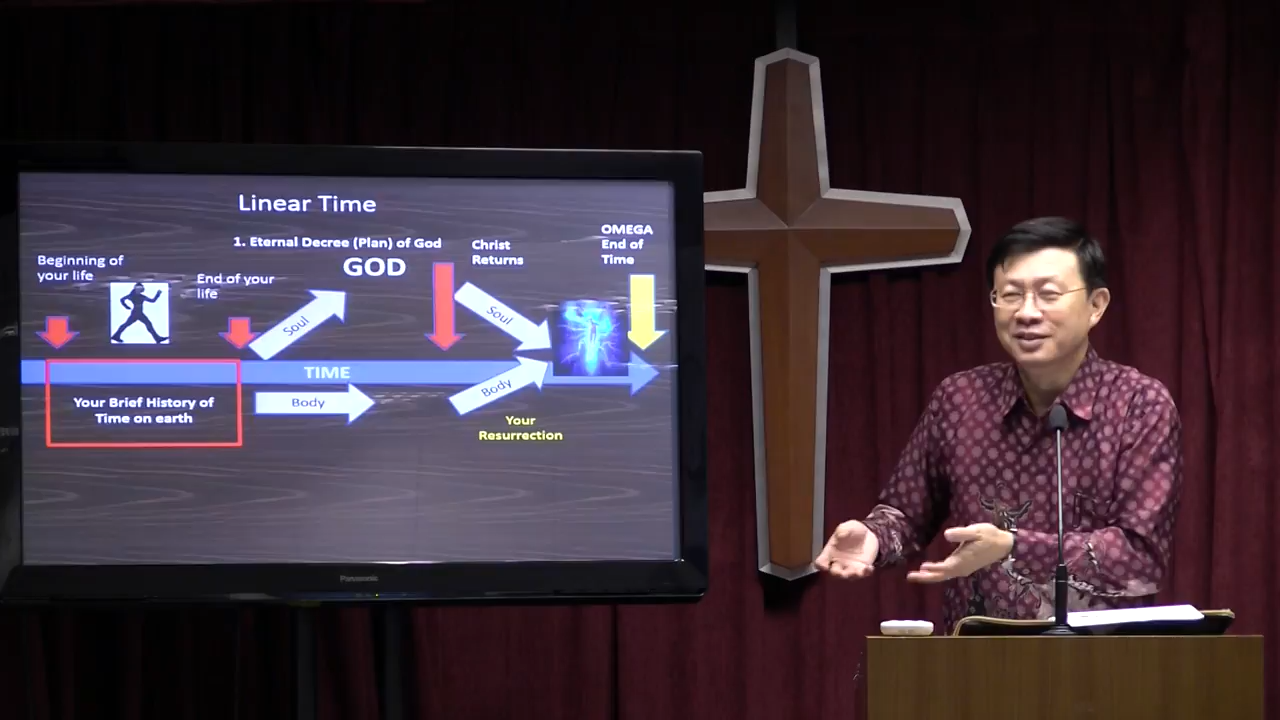 Linear Time
1. Eternal Decree (Plan) of God
GOD
Beginning of
your life
End of your
life
Soul
Christ
Returns
OMEGA
End of
Time
Soul
TIME
Your Brief History of
Time on earth
Body
Body
Your
Resurrection
Panasonic